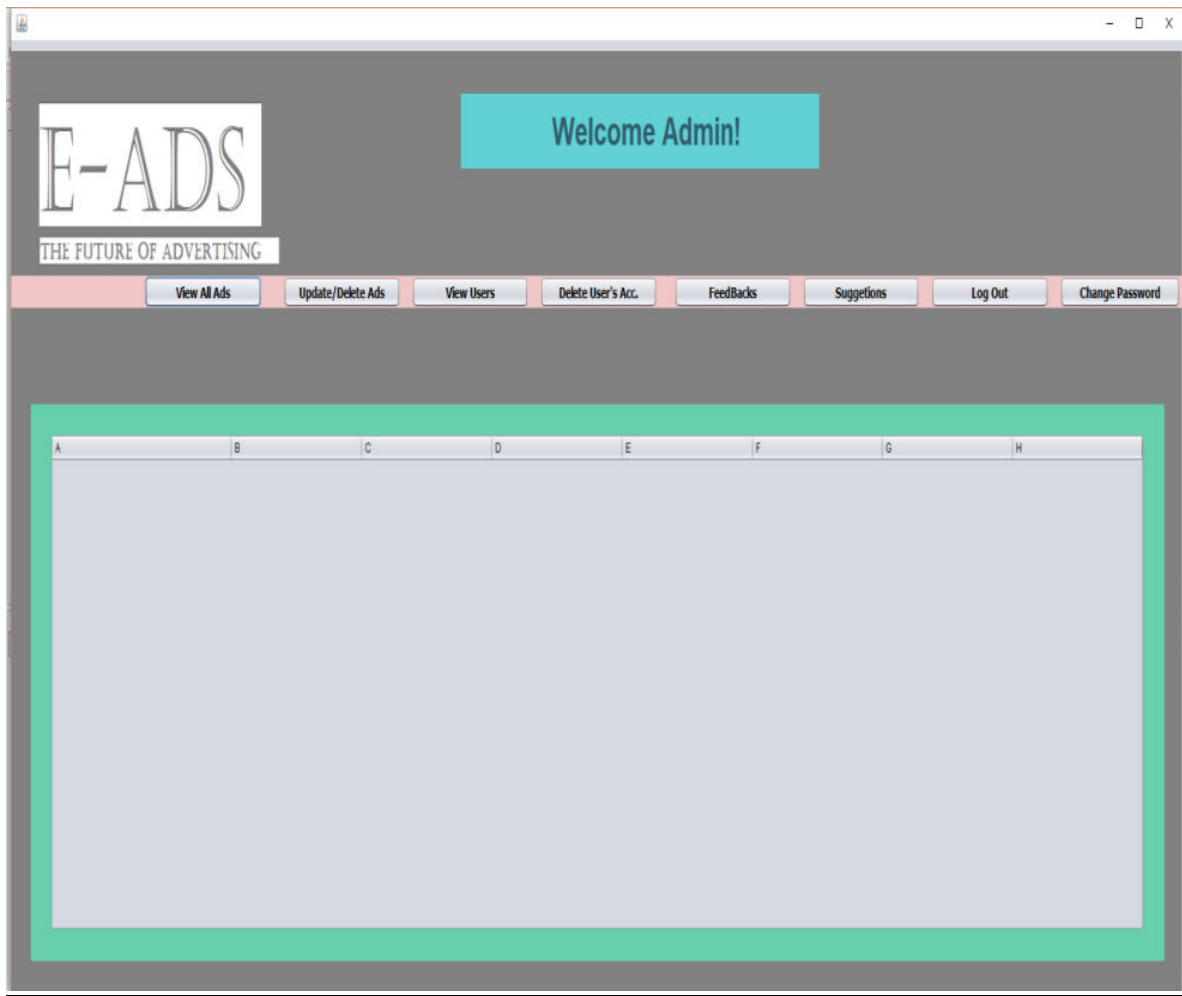 E-ADS
THE FUTURE OF ADVERTISING
Welcome Admin!
View All Ads Update/Delete Ads View Users Delete User's Acc. FeedBacks Suggetions Log Out Change Password
A B C D E F G H